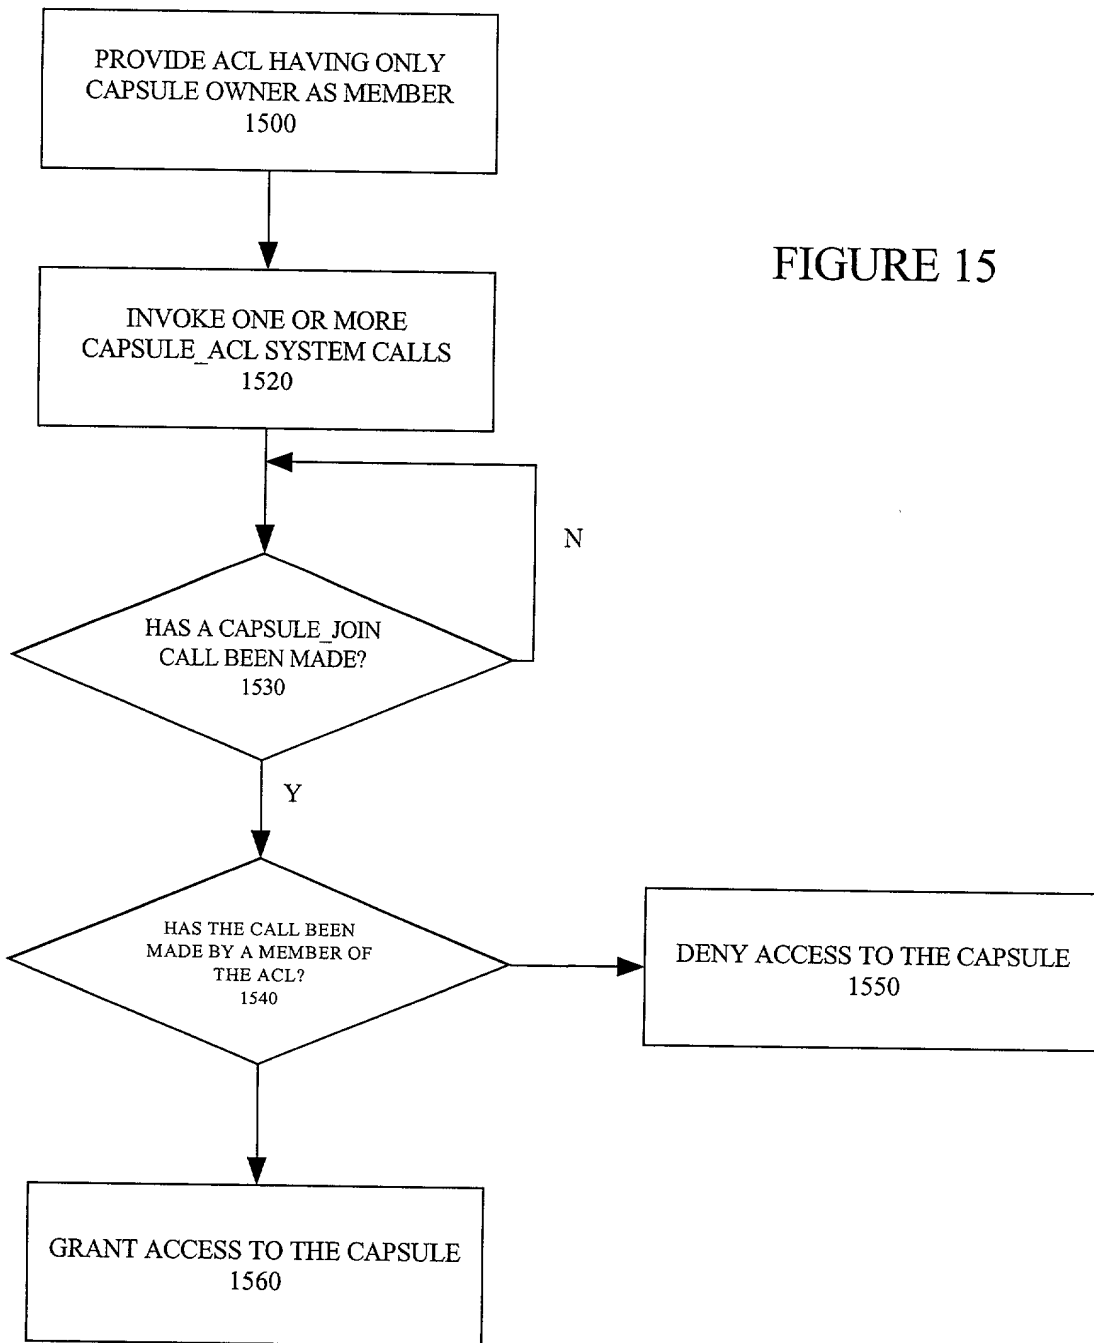 PROVIDE ACL HAVING ONLY
CAPSULE OWNER AS MEMBER
1500
FIGURE 15
INVOKE ONE OR MORE
CAPSULE_ACL SYSTEM CALLS
1520
N
HAS A CAPSULE_JOIN
CALL BEEN MADE?
1530
Y
HAS THE CALL BEEN
MADE BY A MEMBER OF
THE ACL?
1540
DENY ACCESS TO THE CAPSULE
1550
GRANT ACCESS TO THE CAPSULE
1560